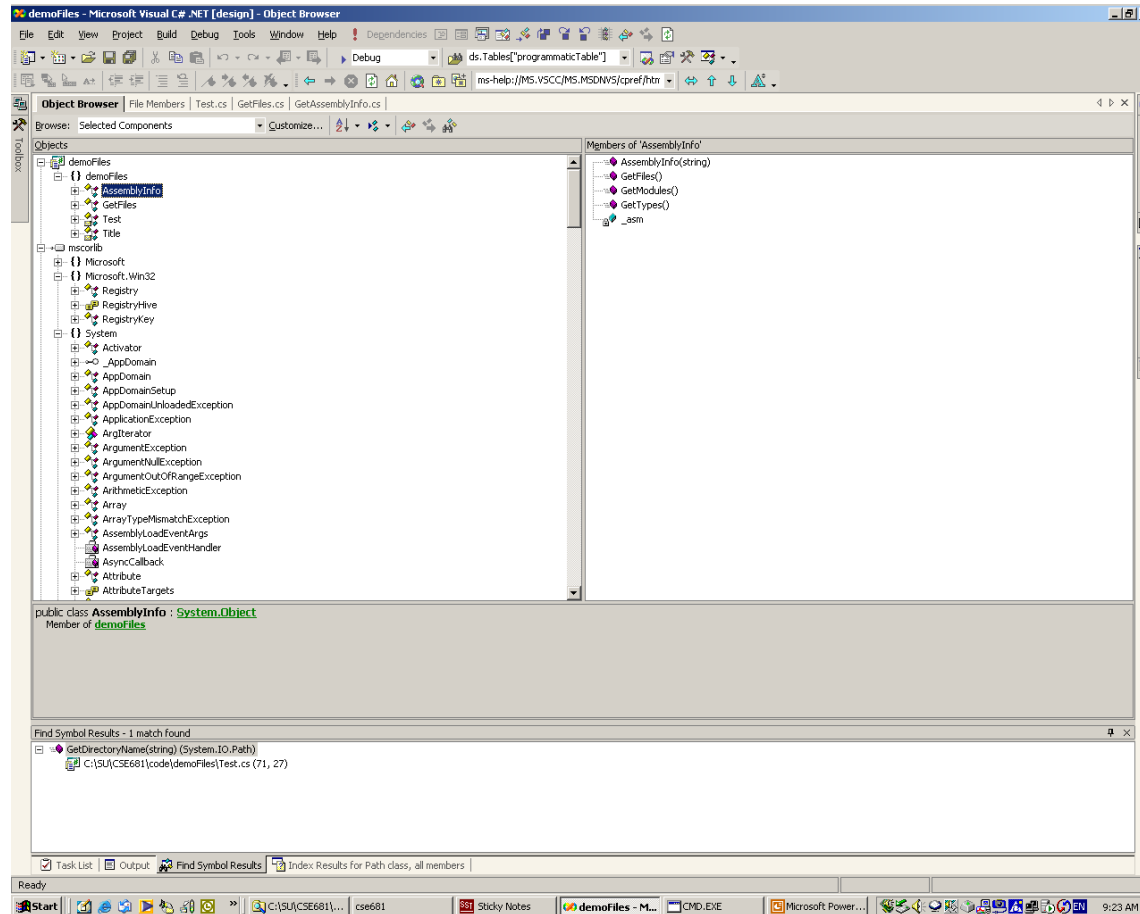 demoFiles - Microsoft Visual C# .NET [design] - Object Browser
File Edit View Project Build Debug Tools Window Help Dependencies
Debug ds.Tables["programmaticTable"]
ms-help://MS.VSCC/MS.MSDNVS/cpref/htm
Object Browser File Members Test.cs GetFiles.cs GetAssemblyInfo.cs
Toolbox
Browse: Selected Components Customize...
Objects
demoFiles
{} demoFiles
AssemblyInfo
GetFiles
Test
Title
mscorlib
{} Microsoft
{} Microsoft.Win32
Registry
RegistryHive
RegistryKey
{} System
Activator
_AppDomain
AppDomain
AppDomainSetup
AppDomainUnloadedException
ApplicationException
ArgIterator
ArgumentException
ArgumentNullException
ArgumentOutOfRangeException
ArithmeticException
Array
ArrayTypeMismatchException
AssemblyLoadEventArgs
AssemblyLoadEventHandler
AsyncCallback
Attribute
AttributeTargets
Members of 'AssemblyInfo'
AssemblyInfo(string)
GetFiles()
GetModules()
GetTypes()
_asm
public class AssemblyInfo : System.Object
Member of demoFiles
Find Symbol Results - 1 match found
GetDirectoryName(string) (System.IO.Path)
C:\SU\CSE681\code\demoFiles\Test.cs (71, 27)
Task List Output Find Symbol Results Index Results for Path class, all members
Ready
Start » C:\SU\CSE681\... cse681 Sticky Notes demoFiles - M... CMD.EXE Microsoft Power... EN 9:23 AM